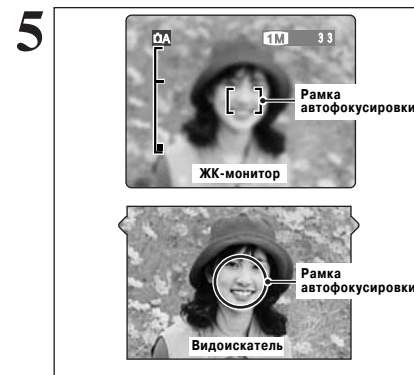 5
📷A 1M 33
Рамка
автофокусировки
ЖК-монитор
Рамка
автофокусировки
Видоискатель